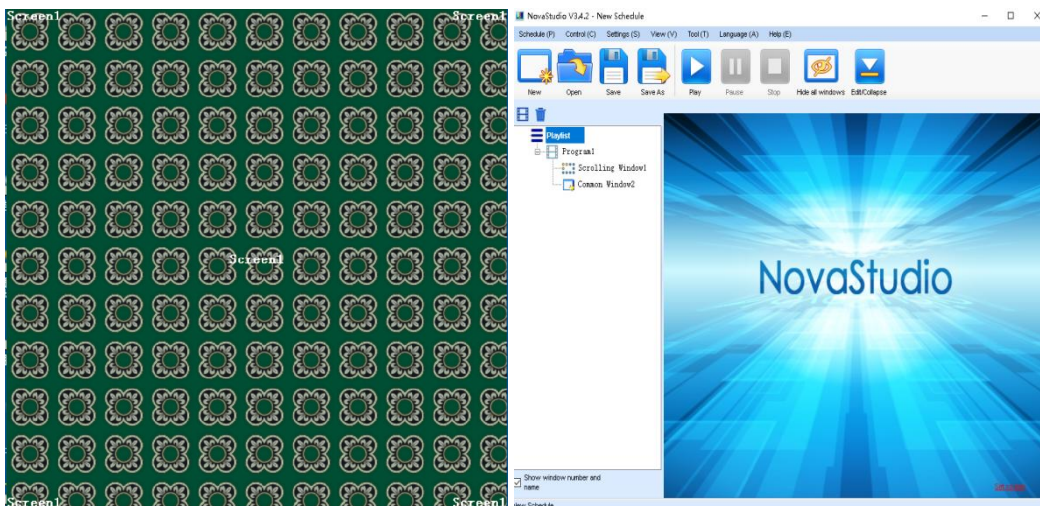 Screen1 Screen1
Screen1
Screen1 Screen1
NovaStudio V3.4.2 - New Schedule
Schedule (P) Control (C) Settings (S) View (V) Tool (T) Language (A) Help (E)
New Open Save Save As Play Pause Stop Hide all windows Edit/Collapse
Playlist
Program1
Scrolling Window1
Common Window2
NovaStudio
Show window number and
name
New Schedule